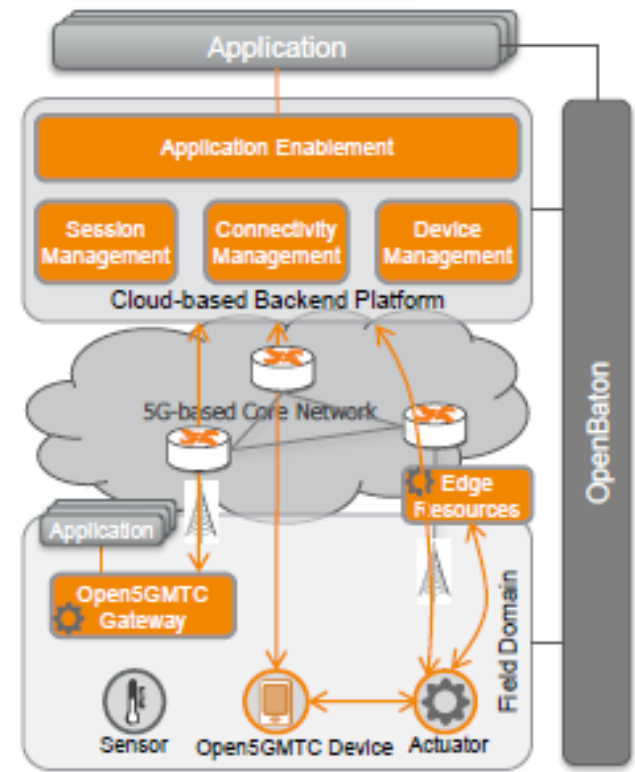 Application
Application Enablement
Session
Management
Connectivity
Management
Device
Management
Cloud-based Backend Platform
5G-based Core Network
OpenBaton
Edge
Resources
Application
Open5GMTC
Gateway
Field Domain
Sensor
Open5GMTC Device
Actuator